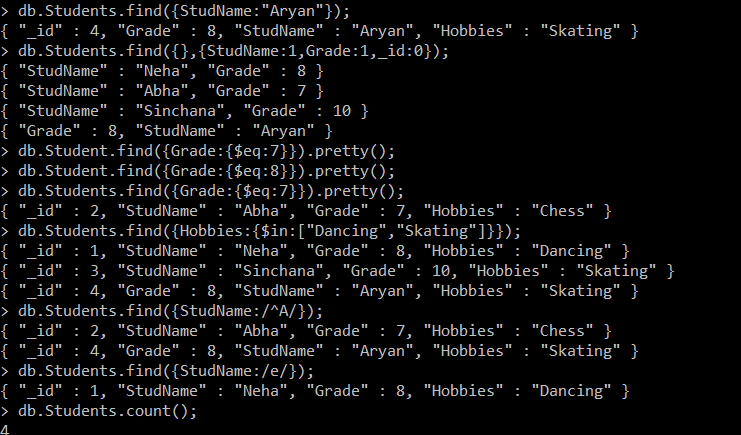 > db.Students.find({StudName:"Aryan"});
{ "_id" : 4, "Grade" : 8, "StudName" : "Aryan", "Hobbies" : "Skating" }
> db.Students.find({},{StudName:1,Grade:1,_id:0});
{ "StudName" : "Neha", "Grade" : 8 }
{ "StudName" : "Abha", "Grade" : 7 }
{ "StudName" : "Sinchana", "Grade" : 10 }
{ "Grade" : 8, "StudName" : "Aryan" }
> db.Student.find({Grade:{$eq:7}}).pretty();
> db.Student.find({Grade:{$eq:8}}).pretty();
> db.Students.find({Grade:{$eq:7}}).pretty();
{ "_id" : 2, "StudName" : "Abha", "Grade" : 7, "Hobbies" : "Chess" }
> db.Students.find({Hobbies:{$in:["Dancing","Skating"]}});
{ "_id" : 1, "StudName" : "Neha", "Grade" : 8, "Hobbies" : "Dancing" }
{ "_id" : 3, "StudName" : "Sinchana", "Grade" : 10, "Hobbies" : "Skating" }
{ "_id" : 4, "Grade" : 8, "StudName" : "Aryan", "Hobbies" : "Skating" }
> db.Students.find({StudName:/^A/});
{ "_id" : 2, "StudName" : "Abha", "Grade" : 7, "Hobbies" : "Chess" }
{ "_id" : 4, "Grade" : 8, "StudName" : "Aryan", "Hobbies" : "Skating" }
> db.Students.find({StudName:/e/});
{ "_id" : 1, "StudName" : "Neha", "Grade" : 8, "Hobbies" : "Dancing" }
> db.Students.count();
4